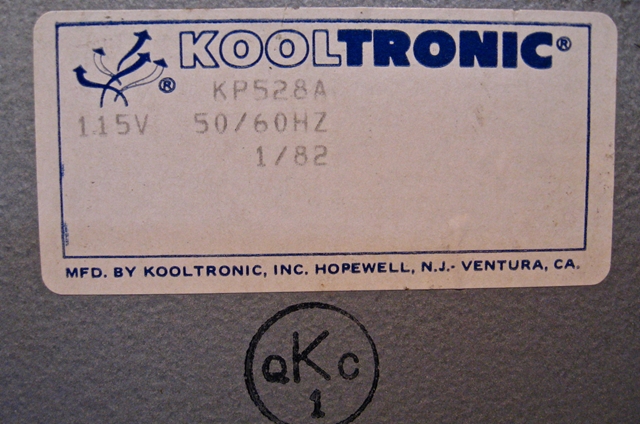 KOOLTRONIC®
®
KP528A
115V 50/60HZ
1/82
MFD. BY KOOLTRONIC, INC. HOPEWELL, N.J.- VENTURA, CA.
QKC
1